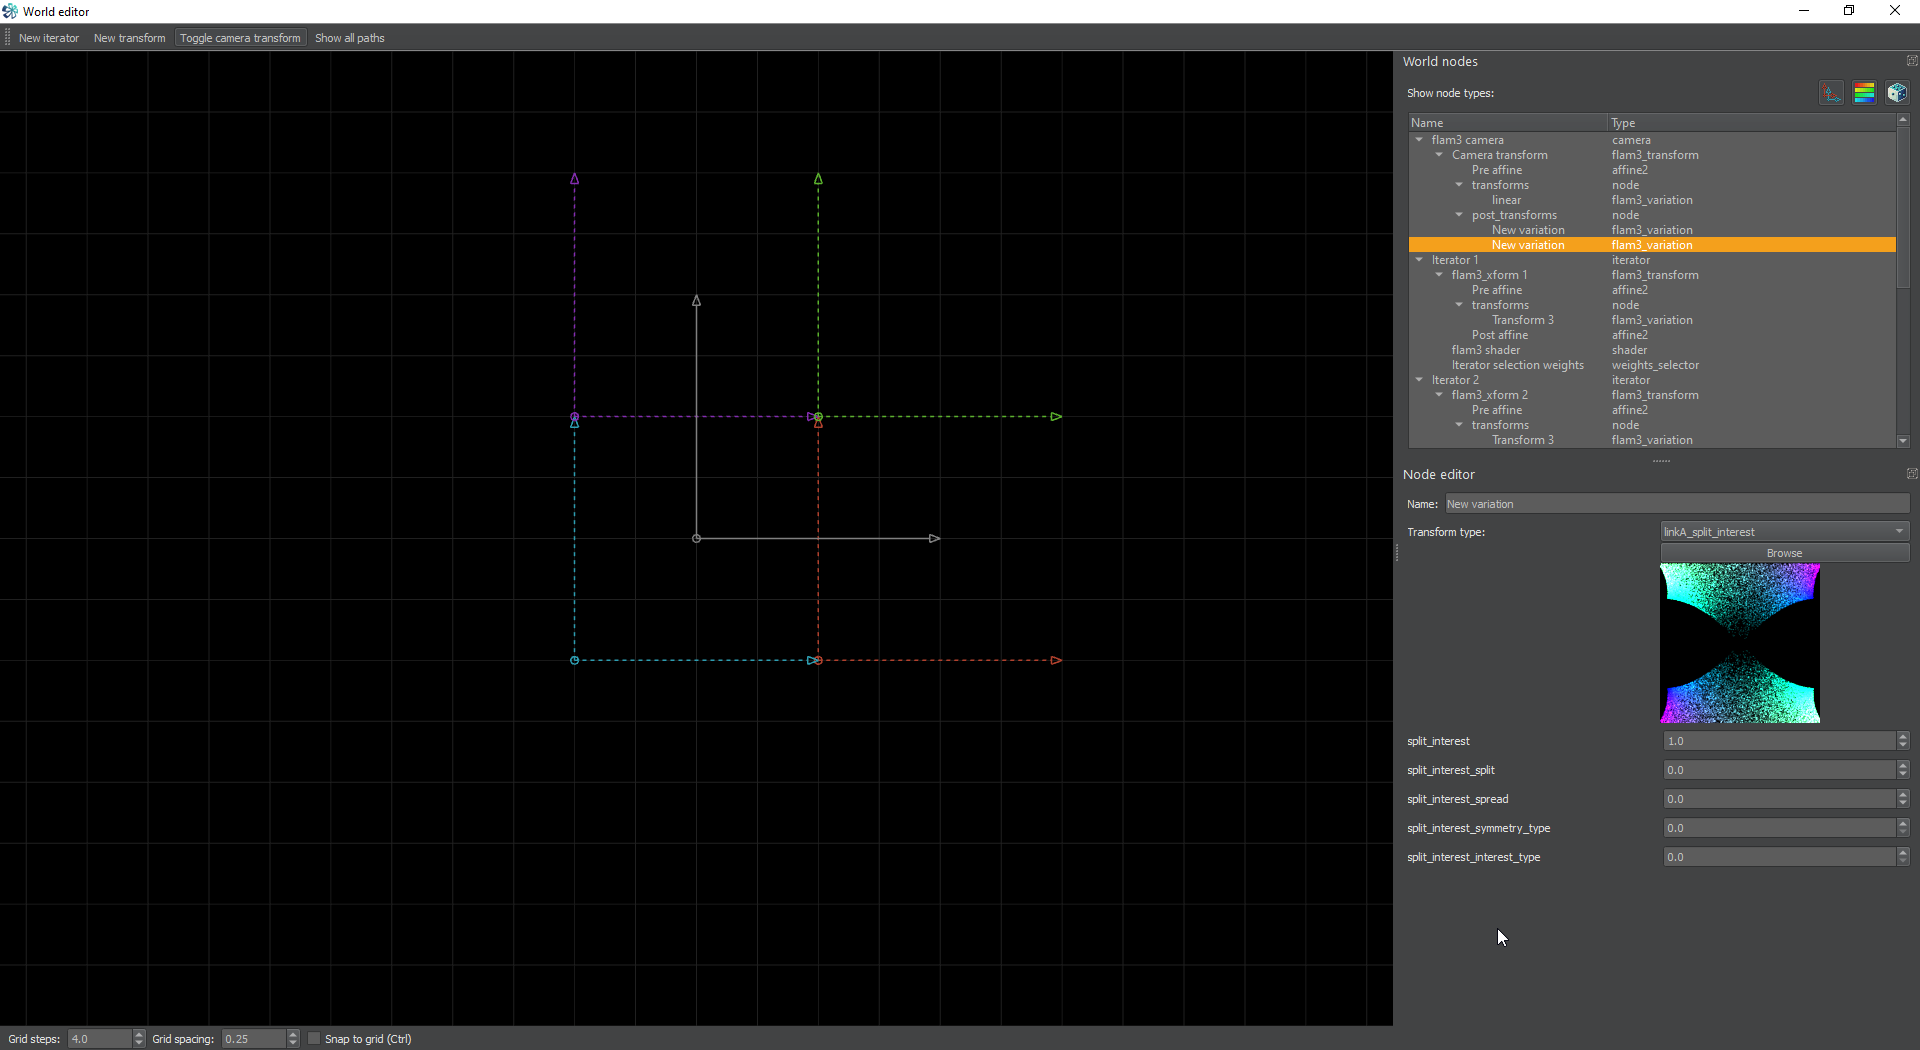 World editor
New iterator New transform Toggle camera transform Show all paths
World nodes
Show node types:
Name Type
flam3 camera camera
Camera transform flam3_transform
Pre affine affine2
transforms node
linear flam3_variation
post_transforms node
New variation flam3_variation
New variation flam3_variation
Iterator 1 iterator
flam3_xform 1 flam3_transform
Pre affine affine2
transforms node
Transform 3 flam3_variation
Post affine affine2
flam3 shader shader
Iterator selection weights weights_selector
Iterator 2 iterator
flam3_xform 2 flam3_transform
Pre affine affine2
transforms node
Transform 3 flam3_variation
Node editor
Name: New variation
Transform type: linkA_split_interest
Browse
split_interest 1.0
split_interest_split 0.0
split_interest_spread 0.0
split_interest_symmetry_type 0.0
split_interest_interest_type 0.0
Grid steps: 4.0 Grid spacing: 0.25 Snap to grid (Ctrl)